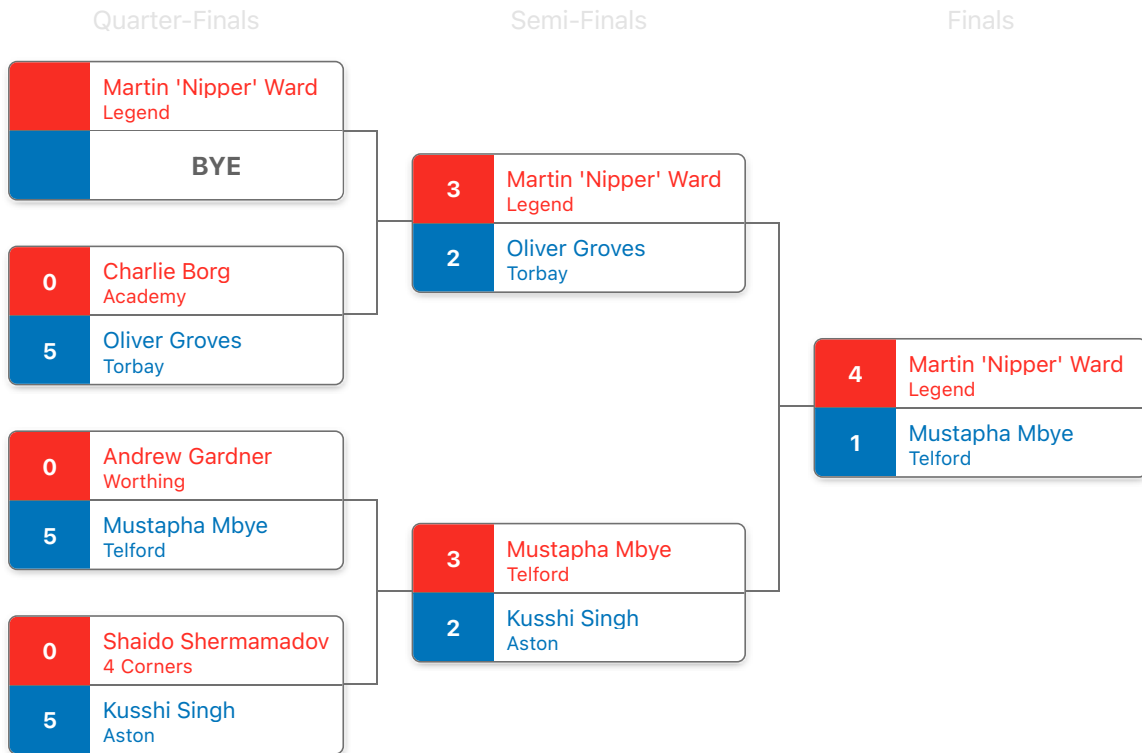 Quarter-Finals
Semi-Finals
Finals
Martin 'Nipper' Ward
Legend
BYE
0
Charlie Borg
Academy
5
Oliver Groves
Torbay
0
Andrew Gardner
Worthing
5
Mustapha Mbye
Telford
0
Shaido Shermamadov
4 Corners
5
Kusshi Singh
Aston
3
Martin 'Nipper' Ward
Legend
2
Oliver Groves
Torbay
3
Mustapha Mbye
Telford
2
Kusshi Singh
Aston
4
Martin 'Nipper' Ward
Legend
1
Mustapha Mbye
Telford